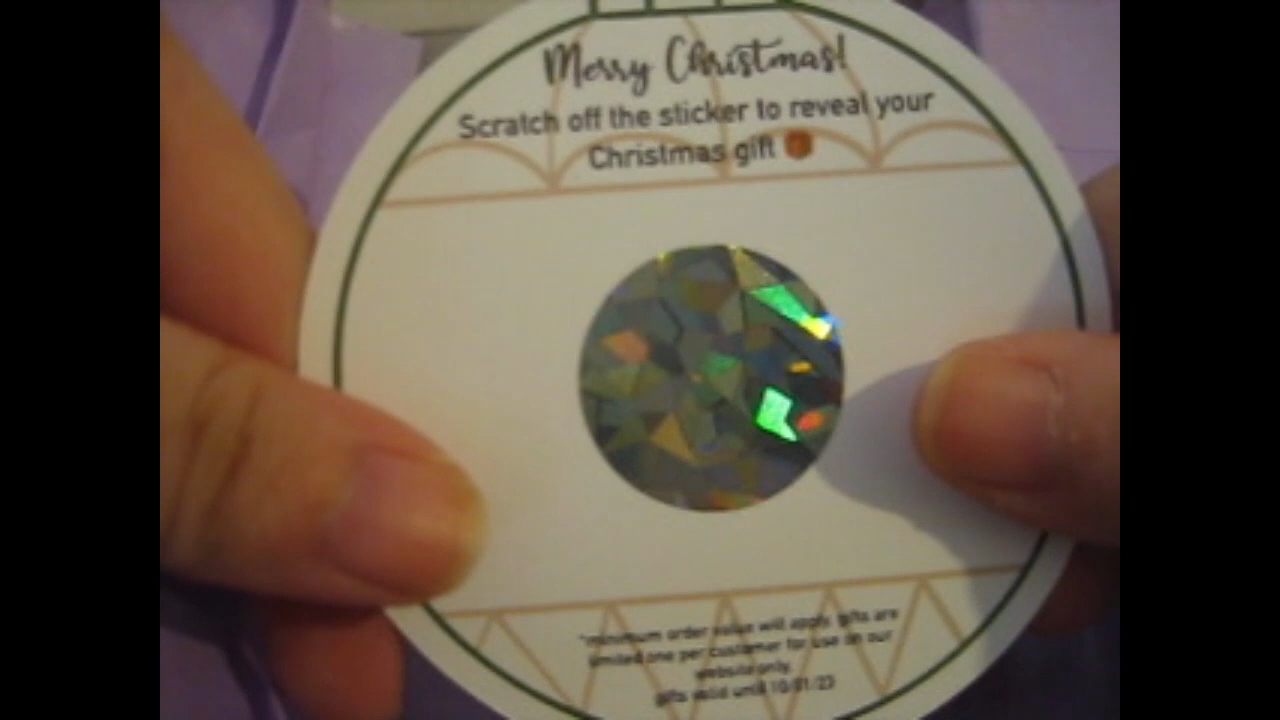 Merry Christmas!
Scratch off the sticker to reveal your
Christmas gift
*minimum order value will apply. gifts are
limited one per customer for use on our
website only.
gifts valid until 10/01/23